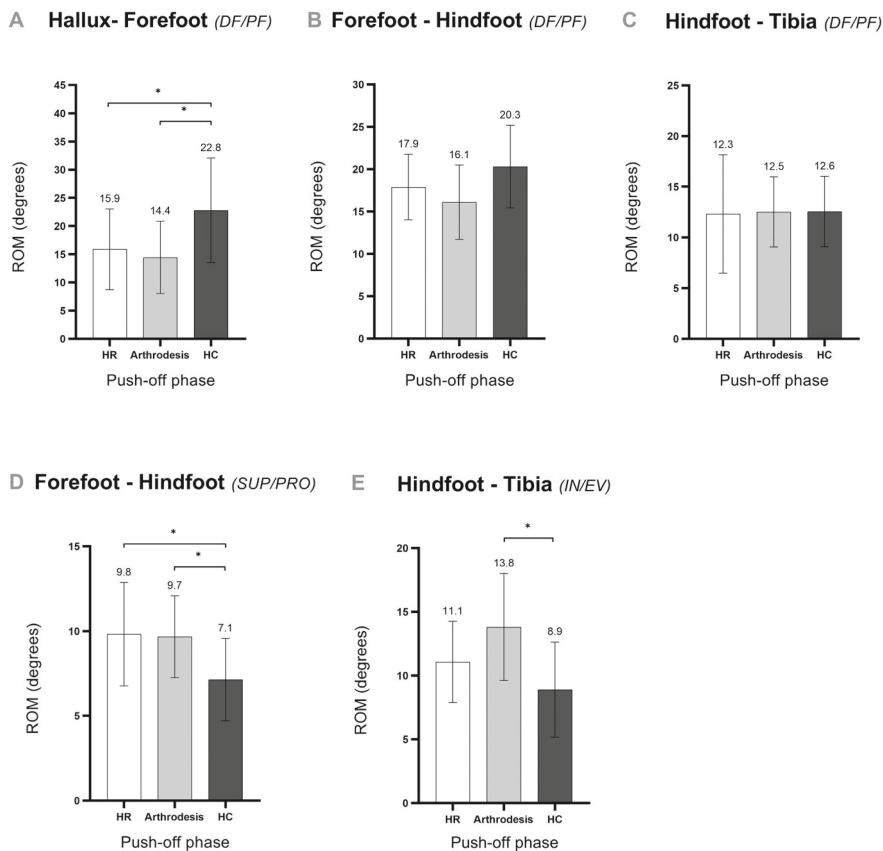 A Hallux- Forefoot (DF/PF)
45
40
35
30
25
20
15
10
5
0
ROM (degrees)
*
*
15.9
14.4
22.8
HR Arthrodesis HC
Push-off phase
B Forefoot - Hindfoot (DF/PF)
30
25
20
15
10
5
0
ROM (degrees)
17.9
16.1
20.3
HR Arthrodesis HC
Push-off phase
C Hindfoot - Tibia (DF/PF)
25
20
15
10
5
0
ROM (degrees)
12.3
12.5
12.6
HR Arthrodesis HC
Push-off phase
D Forefoot - Hindfoot (SUP/PRO)
15
10
5
0
ROM (degrees)
*
*
9.8
9.7
7.1
HR Arthrodesis HC
Push-off phase
E Hindfoot - Tibia (IN/EV)
20
15
10
5
0
ROM (degrees)
*
11.1
13.8
8.9
HR Arthrodesis HC
Push-off phase